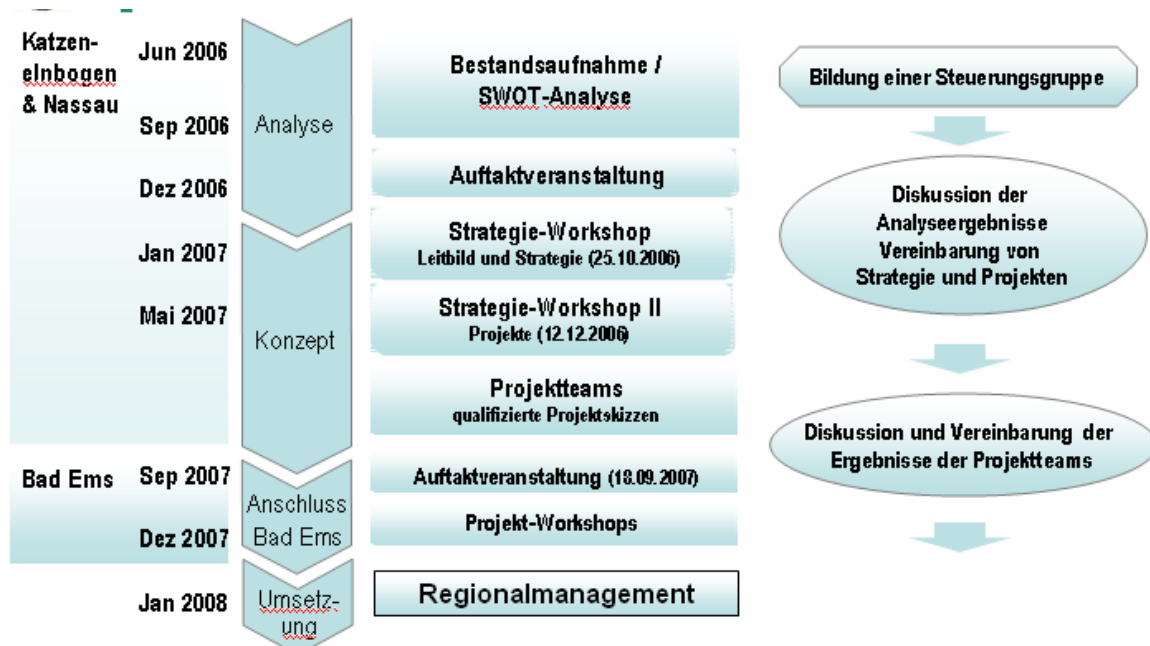 Katzen-
elnbogen
& Nassau
Jun 2006
Sep 2006
Dez 2006
Jan 2007
Mai 2007
Bad Ems
Sep 2007
Dez 2007
Jan 2008
Analyse
Konzept
Anschluss
Bad Ems
Umsetz-
ung
Bestandsaufnahme /
SWOT-Analyse
Auftaktveranstaltung
Strategie-Workshop
Leitbild und Strategie (25.10.2006)
Strategie-Workshop II
Projekte (12.12.2006)
Projektteams
qualifizierte Projektskizzen
Auftaktveranstaltung (18.09.2007)
Projekt-Workshops
Regionalmanagement
Bildung einer Steuerungsgruppe
Diskussion der
Analyseergebnisse
Vereinbarung von
Strategie und Projekten
Diskussion und Vereinbarung der
Ergebnisse der Projektteams